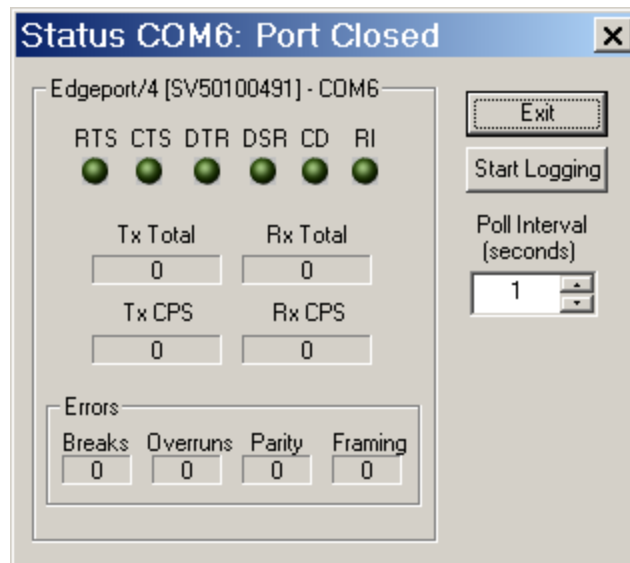 Status COM6: Port Closed
Edgeport/4 [SV50100491] - COM6
RTS CTS DTR DSR CD RI
Tx Total Rx Total
0 0
Tx CPS Rx CPS
0 0
Errors
Breaks Overruns Parity Framing
0 0 0 0
Exit
Start Logging
Poll Interval
(seconds)
1